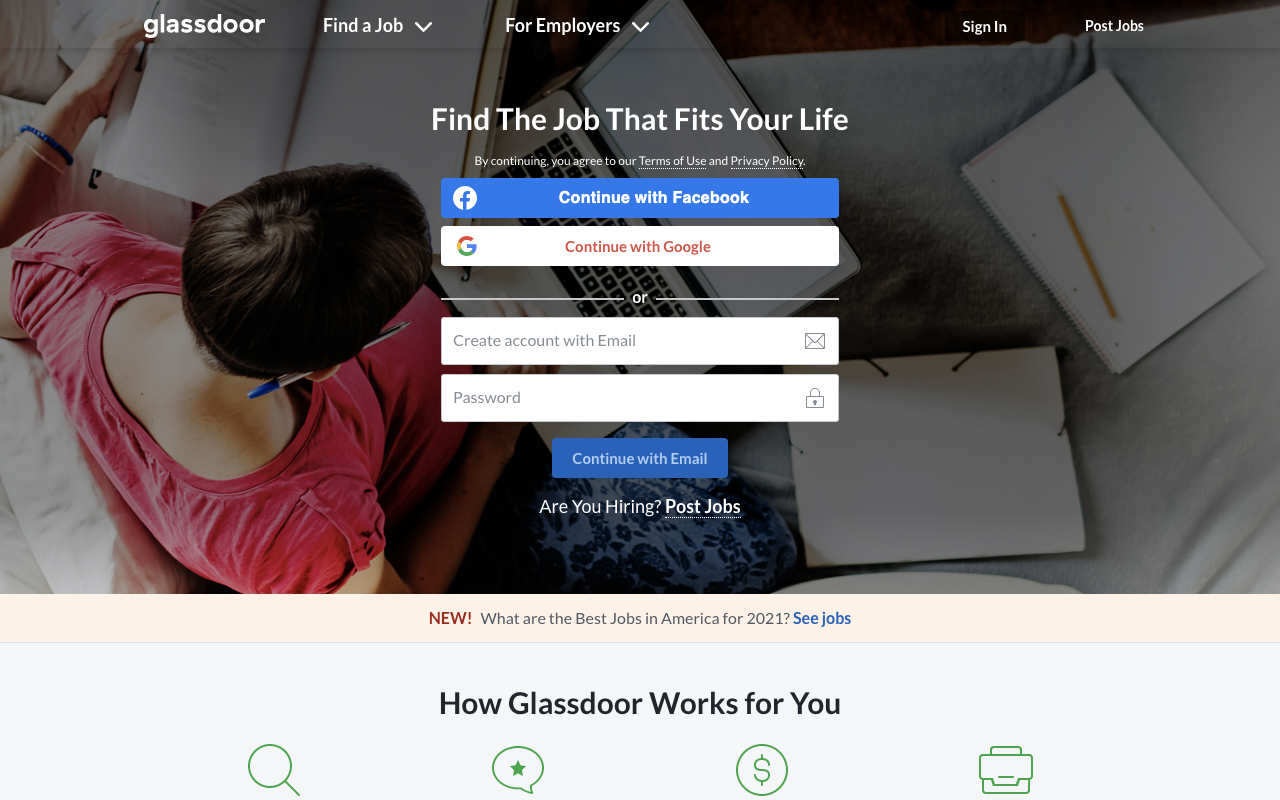 glassdoor
Find a Job
For Employers
Sign In
Post Jobs
Find The Job That Fits Your Life
By continuing, you agree to our Terms of Use and Privacy Policy.
Continue with Facebook
Continue with Google
or
Create account with Email
Password
Continue with Email
Are You Hiring? Post Jobs
NEW! What are the Best Jobs in America for 2021? See jobs
How Glassdoor Works for You